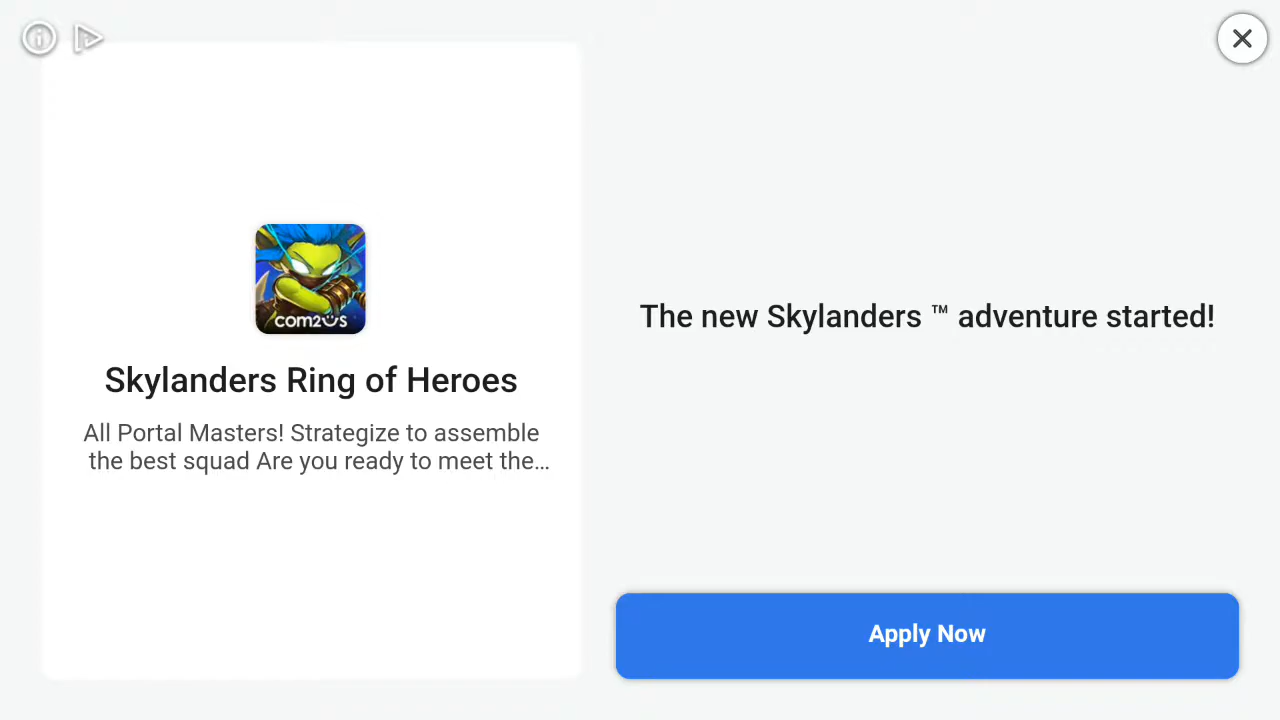 com2us
Skylanders Ring of Heroes
All Portal Masters! Strategize to assemble
the best squad Are you ready to meet the…
The new Skylanders ™ adventure started!
Apply Now